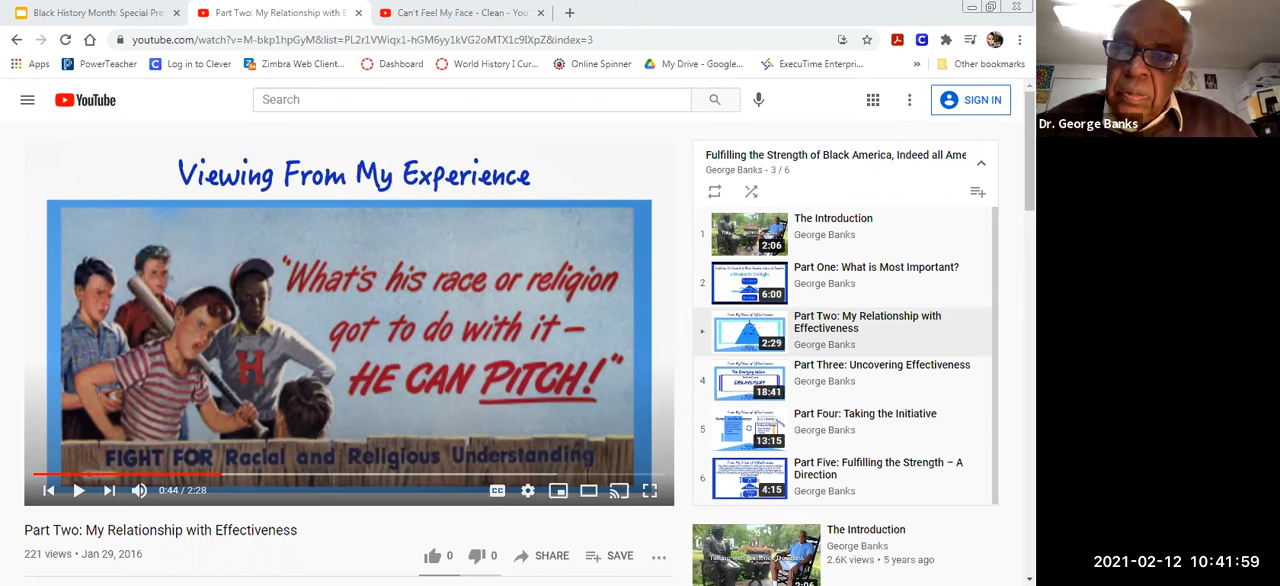 Black History Month: Special Pre
Part Two: My Relationship with E
Can't Feel My Face - Clean - You
youtube.com/watch?v=M-bkp1hpGyM&list=PL2r1VWiqx1-hGM6yy1kVG2oMTX1c9IXpZ&index=3
Apps
PowerTeacher
Log in to Clever
Zimbra Web Client...
Dashboard
World History I Cur...
Online Spinner
My Drive - Google...
ExecuTime Enterpri...
»
Other bookmarks
YouTube
Search
SIGN IN
Viewing From My Experience
"What's his race or religion
got to do with it—
HE CAN PITCH!"
H
FIGHT FOR Racial and Religious Understanding
0:44 / 2:28
CC
Part Two: My Relationship with Effectiveness
221 views • Jan 29, 2016
0
0
SHARE
SAVE
Fulfilling the Strength of Black America, Indeed all Ame
George Banks - 3 / 6
1
2:06
The Introduction
George Banks
2
6:00
Part One: What is Most Important?
George Banks
2:29
Part Two: My Relationship with
Effectiveness
George Banks
4
18:41
Part Three: Uncovering Effectiveness
George Banks
5
13:15
Part Four: Taking the Initiative
George Banks
6
4:15
Part Five: Fulfilling the Strength – A
Direction
George Banks
2:06
The Introduction
George Banks
2.6K views • 5 years ago
Dr. George Banks
2021-02-12 10:41:59